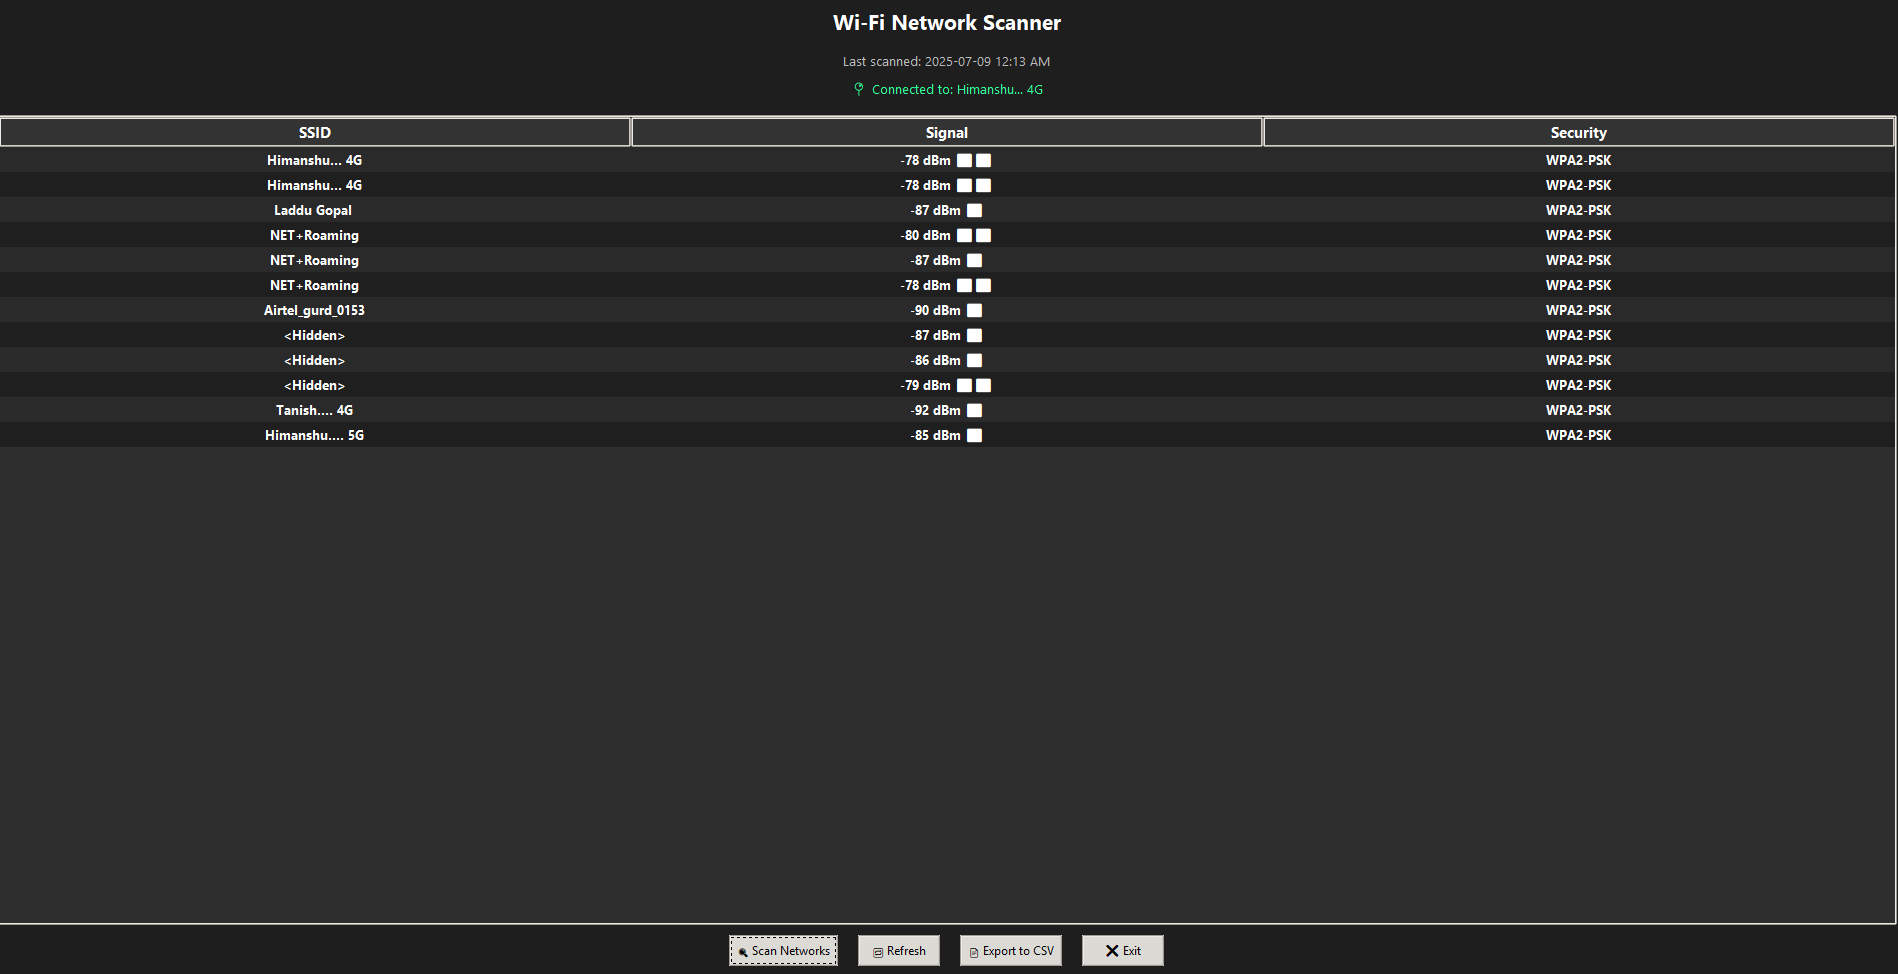 Wi-Fi Network Scanner
Last scanned: 2025-07-09 12:13 AM
Connected to: Himanshu... 4G
SSID Signal Security
Himanshu... 4G -78 dBm WPA2-PSK
Himanshu... 4G -78 dBm WPA2-PSK
Laddu Gopal -87 dBm WPA2-PSK
NET+Roaming -80 dBm WPA2-PSK
NET+Roaming -87 dBm WPA2-PSK
NET+Roaming -78 dBm WPA2-PSK
Airtel_gurd_0153 -90 dBm WPA2-PSK
<Hidden> -87 dBm WPA2-PSK
<Hidden> -86 dBm WPA2-PSK
<Hidden> -79 dBm WPA2-PSK
Tanish.... 4G -92 dBm WPA2-PSK
Himanshu.... 5G -85 dBm WPA2-PSK
Scan Networks Refresh Export to CSV Exit